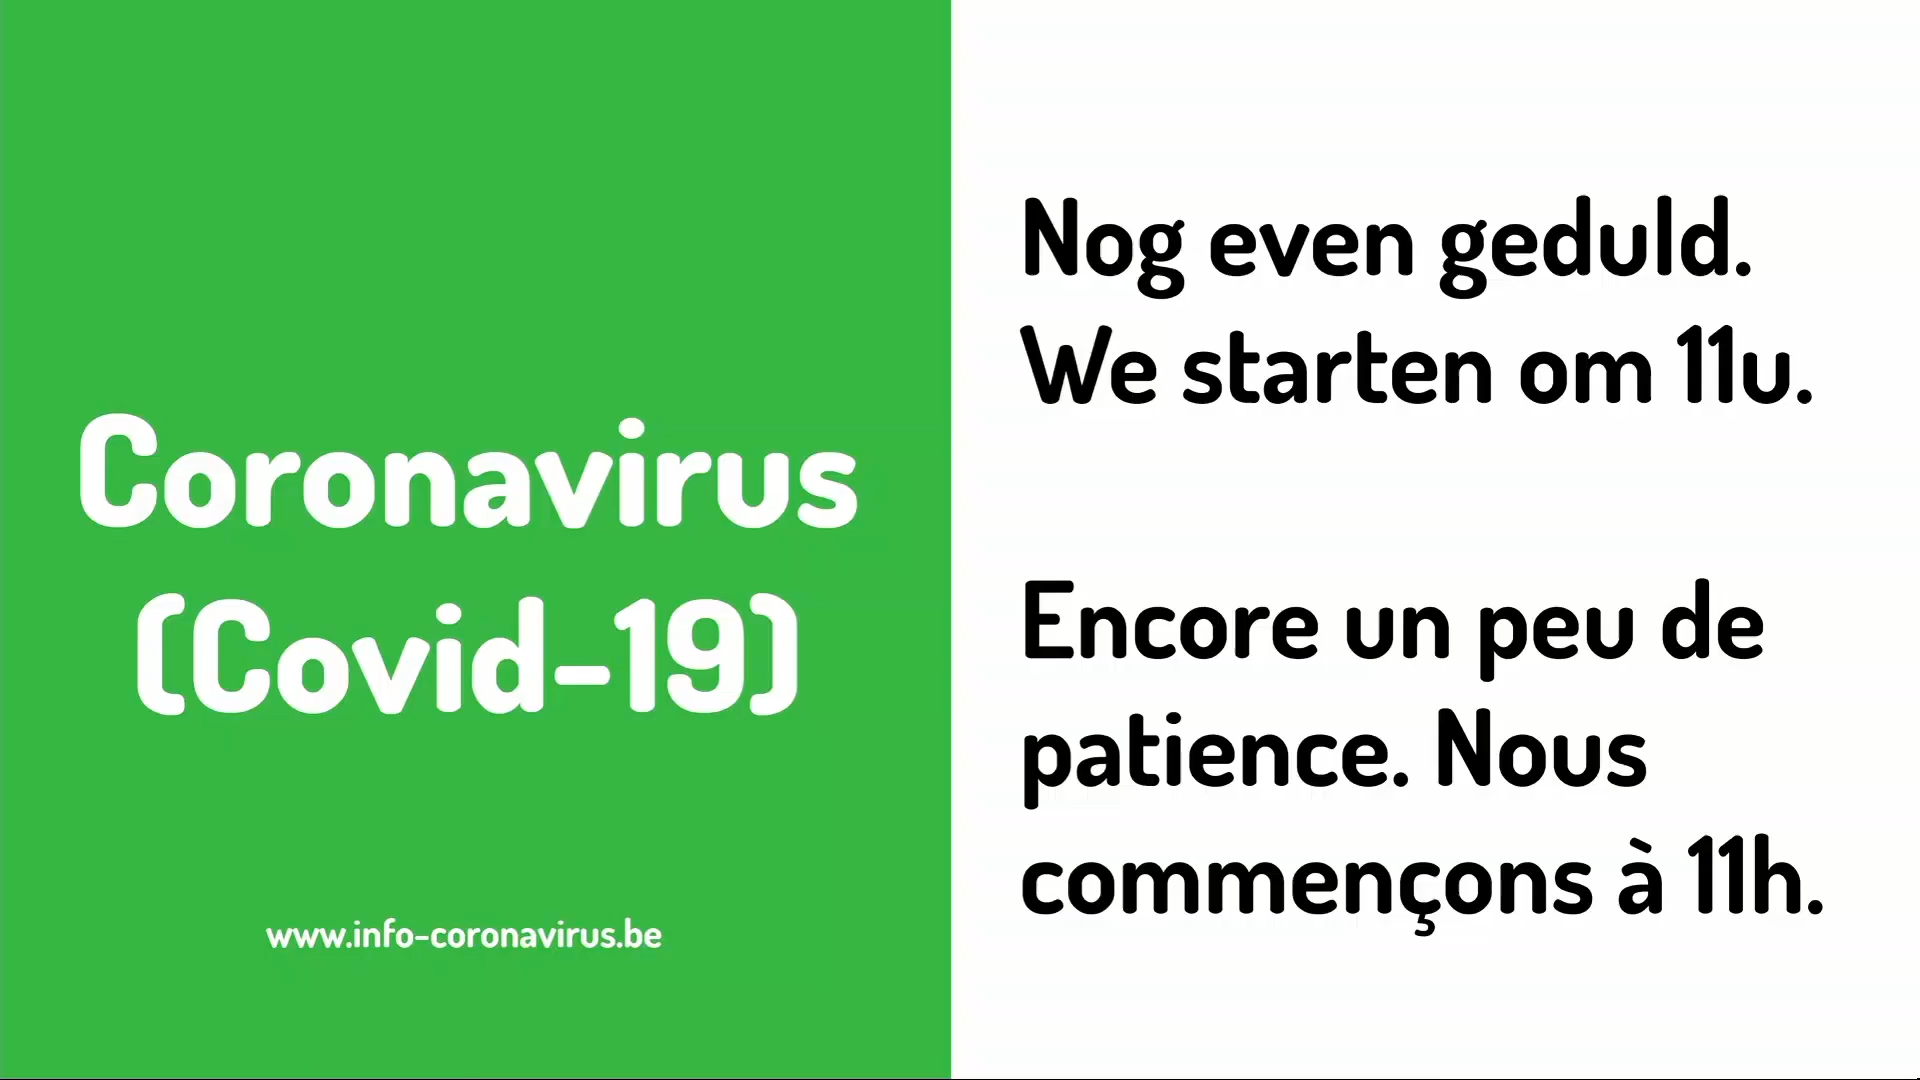 Coronavirus
(Covid-19)
www.info-coronavirus.be
Nog even geduld.
We starten om 11u.
Encore un peu de
patience. Nous
commençons à 11h.